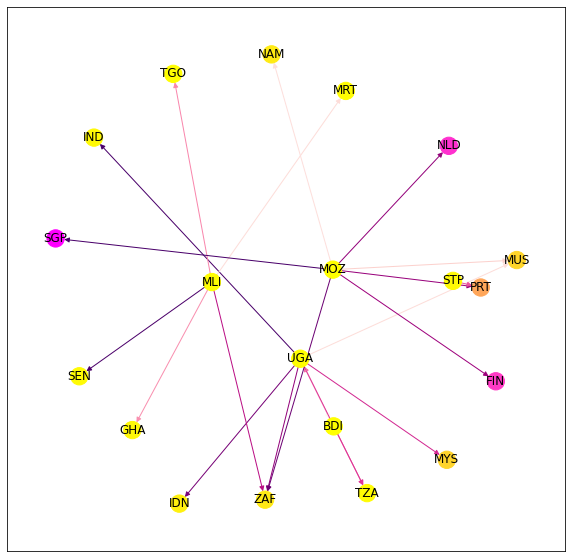 NAM
TGO
MRT
IND
NLD
SGP
MUS
MOZ
STP
MLI
PRT
UGA
SEN
FIN
BDI
GHA
MYS
TZA
ZAF
IDN